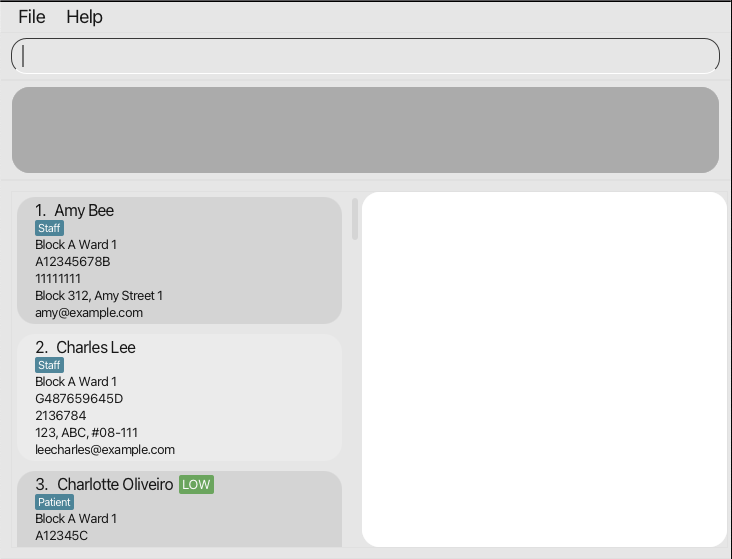 File Help
1. Amy Bee
Staff
Block A Ward 1
A12345678B
11111111
Block 312, Amy Street 1
amy@example.com
2. Charles Lee
Staff
Block A Ward 1
G487659645D
2136784
123, ABC, #08-111
leecharles@example.com
3. Charlotte Oliveiro LOW
Patient
Block A Ward 1
A12345C